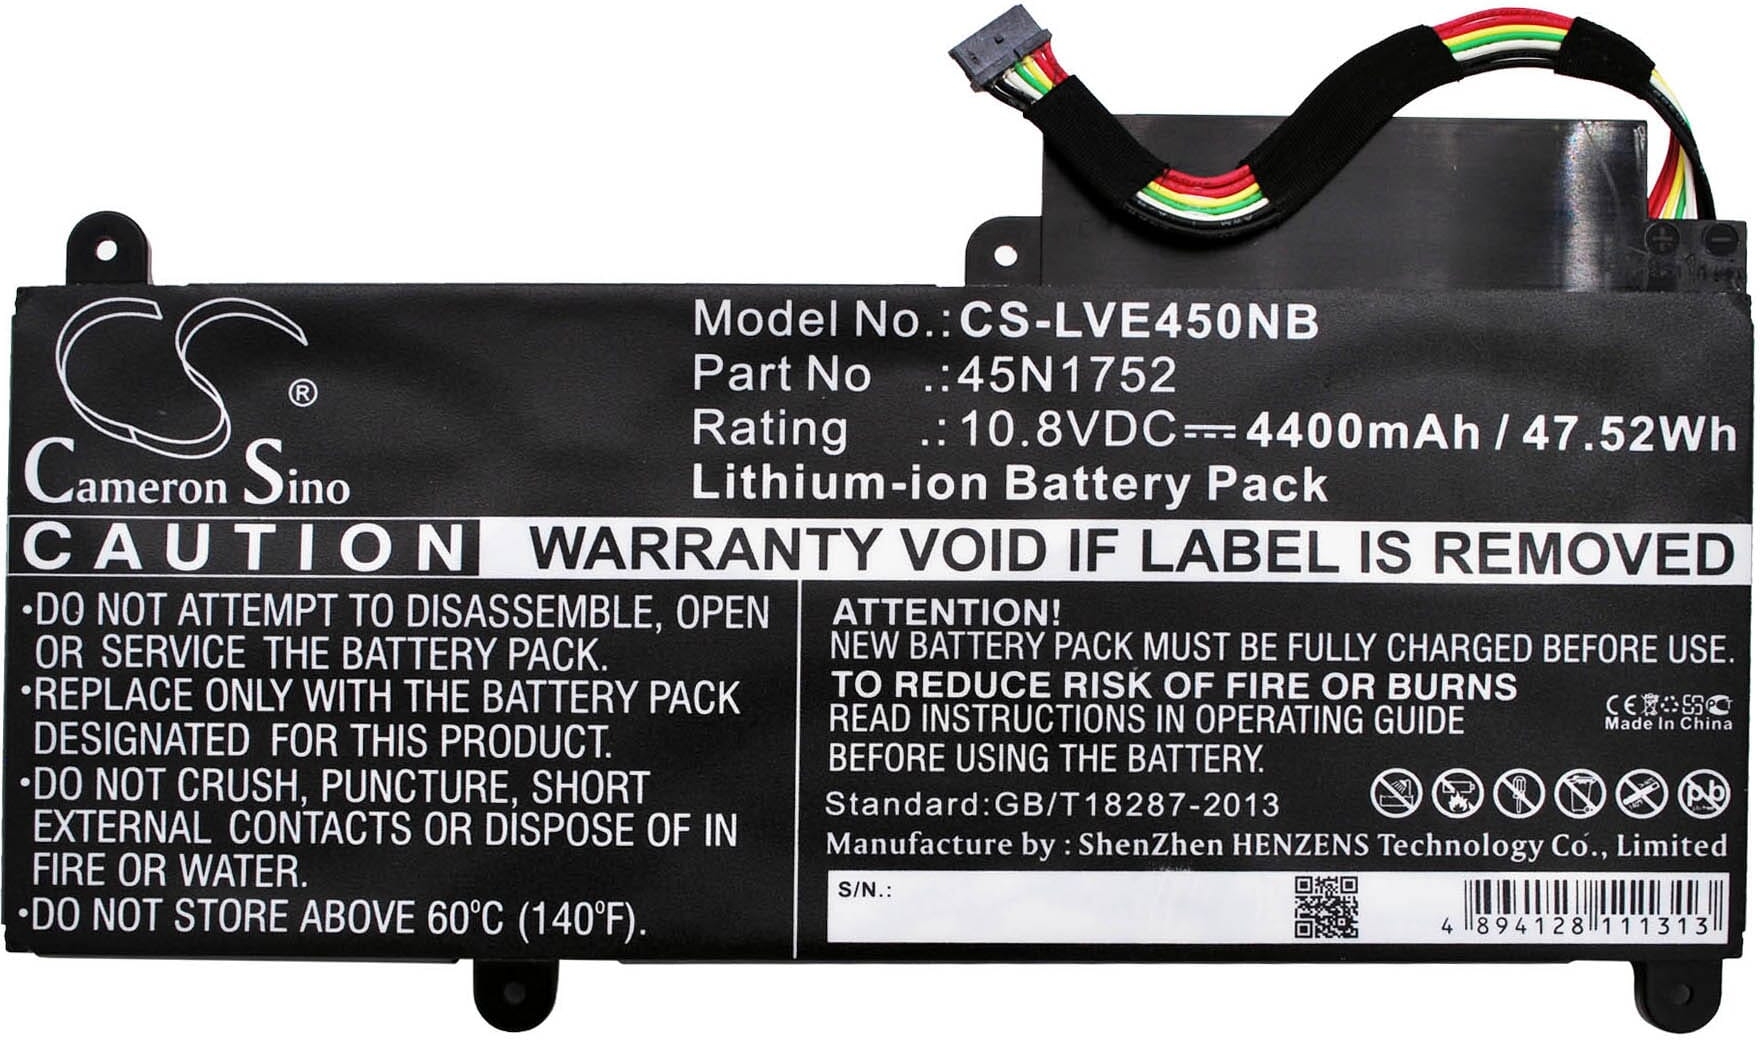 Cameron Sino ®
Model No.:CS-LVE450NB
Part No .:45N1752
Rating .:10.8VDC⎓4400mAh / 47.52Wh
Lithium-ion Battery Pack
CAUTION WARRANTY VOID IF LABEL IS REMOVED
•DO NOT ATTEMPT TO DISASSEMBLE, OPEN
OR SERVICE THE BATTERY PACK.
•REPLACE ONLY WITH THE BATTERY PACK
DESIGNATED FOR THIS PRODUCT.
•DO NOT CRUSH, PUNCTURE, SHORT
EXTERNAL CONTACTS OR DISPOSE OF IN
FIRE OR WATER.
•DO NOT STORE ABOVE 60°C (140°F).
ATTENTION!
NEW BATTERY PACK MUST BE FULLY CHARGED BEFORE USE.
TO REDUCE RISK OF FIRE OR BURNS
READ INSTRUCTIONS IN OPERATING GUIDE
BEFORE USING THE BATTERY.
CE
Made In China
Standard:GB/T18287-2013
Pb
Manufacture by : ShenZhen HENZENS Technology Co., Limited
S/N.:
4 894128 111313